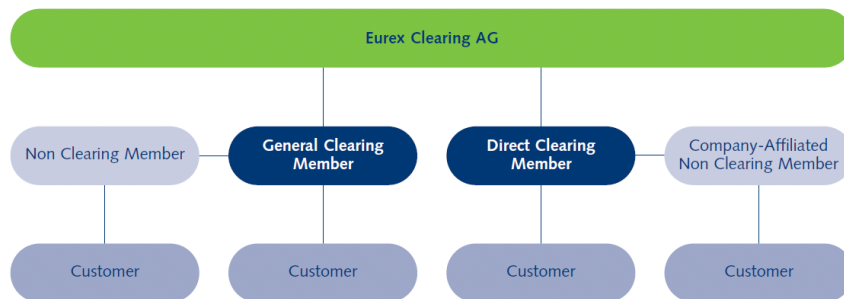 Eurex Clearing AG
Non Clearing Member
General Clearing
Member
Direct Clearing
Member
Company-Affiliated
Non Clearing Member
Customer
Customer
Customer
Customer